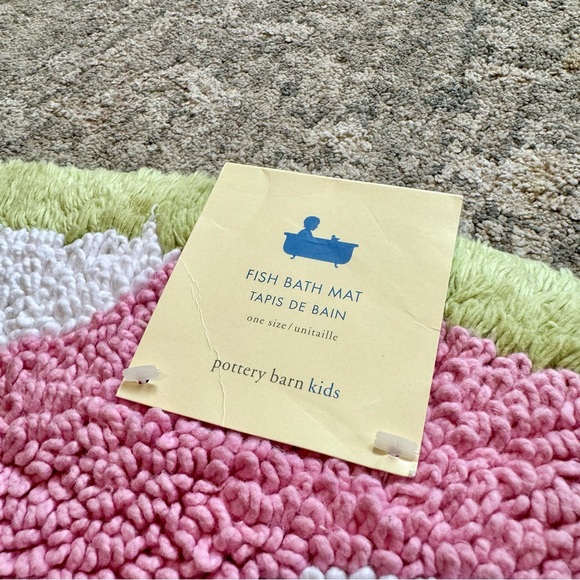 FISH BATH MAT
TAPIS DE BAIN
one size/unitaille
pottery barn kids